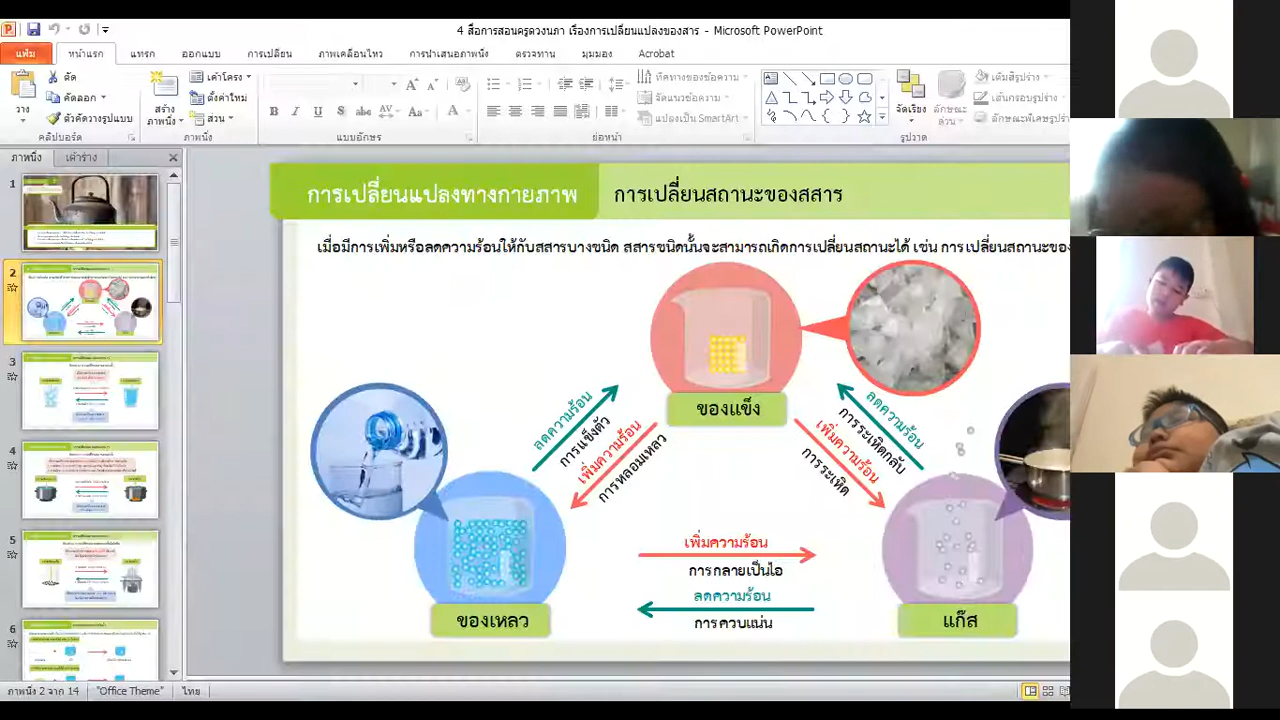 4 สื่อการสอนครูดวงนภา เรื่องการเปลี่ยนแปลงของสาร - Microsoft PowerPoint
แฟ้ม หน้าแรก แทรก ออกแบบ การเปลี่ยน ภาพเคลื่อนไหว การนำเสนอภาพนิ่ง ตรวจทาน มุมมอง Acrobat
ตัด
คัดลอก
ตัวคัดวางรูปแบบ
วาง
คลิปบอร์ด
สร้าง
ภาพนิ่ง
เค้าโครง
ตั้งค่าใหม่
ส่วน
ภาพนิ่ง
แบบอักษร
ทิศทางของข้อความ
จัดแนวข้อความ
แปลงเป็น SmartArt
ย่อหน้า
จัดเรียง
ลักษณะ
ด่วน
เติมสีรูปร่าง
เส้นกรอบรูปร่าง
ลักษณะพิเศษรูปร่าง
รูปวาด
ภาพนิ่ง เค้าร่าง
1
2
3
4
5
6
การเปลี่ยนแปลงทางกายภาพ การเปลี่ยนสถานะของสสาร
เมื่อมีการเพิ่มหรือลดความร้อนให้กับสสารบางชนิด สสารชนิดนั้นจะสามารถเกิดการเปลี่ยนสถานะได้ เช่น การเปลี่ยนสถานะของ
ของแข็ง
ลดความร้อน
การแข็งตัว
เพิ่มความร้อน
การหลอมเหลว
ลดความร้อน
การระเหิดกลับ
เพิ่มความร้อน
การระเหิด
เพิ่มความร้อน
การกลายเป็นไอ
ลดความร้อน
การควบแน่น
ของเหลว
แก๊ส
ภาพนิ่ง 2 จาก 14 "Office Theme" ไทย